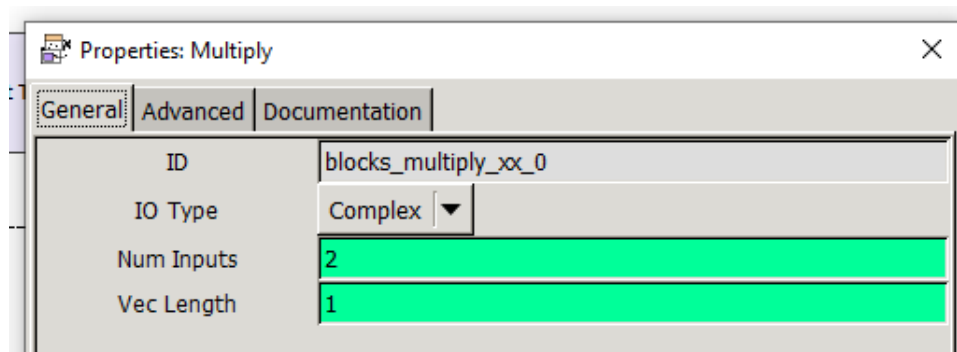 Properties: Multiply
General Advanced Documentation
ID blocks_multiply_xx_0
IO Type Complex
Num Inputs 2
Vec Length 1